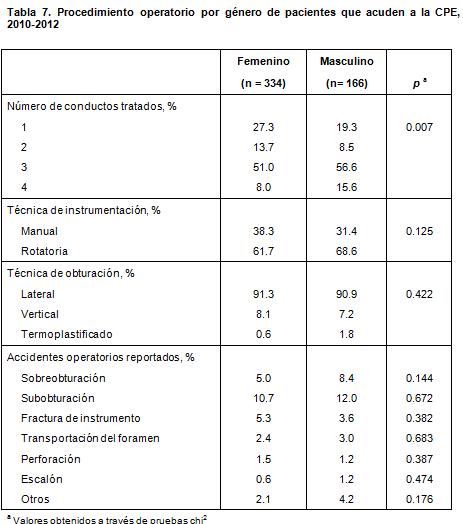 Tabla 7. Procedimiento operatorio por género de pacientes que acuden a la CPE,
2010-2012
Femenino Masculino
(n = 334) (n= 166) p a
Número de conductos tratados, %
1 27.3 19.3 0.007
2 13.7 8.5
3 51.0 56.6
4 8.0 15.6
Técnica de instrumentación, %
Manual 38.3 31.4 0.125
Rotatoria 61.7 68.6
Técnica de obturación, %
Lateral 91.3 90.9 0.422
Vertical 8.1 7.2
Termoplastificado 0.6 1.8
Accidentes operatorios reportados, %
Sobreobturación 5.0 8.4 0.144
Subobturación 10.7 12.0 0.672
Fractura de instrumento 5.3 3.6 0.382
Transportación del foramen 2.4 3.0 0.683
Perforación 1.5 1.2 0.387
Escalón 0.6 1.2 0.474
Otros 2.1 4.2 0.176
a Valores obtenidos a través de pruebas chi2